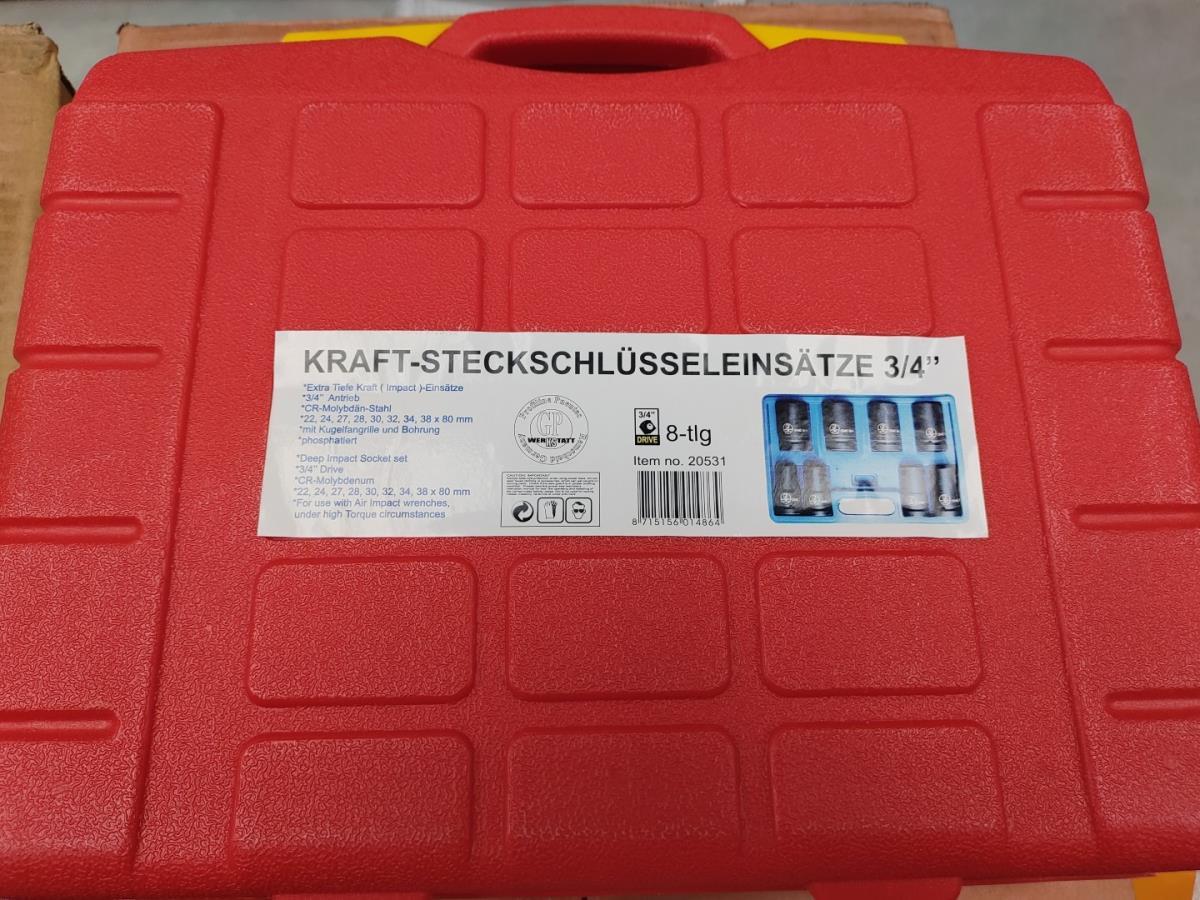 KRAFT-STECKSCHLÜSSELEINSÄTZE 3/4’’
*Extra Tiefe Kraft ( Impact )-Einsätze
*3/4’’ Antrieb
*CR-Molybdän-Stahl
*22, 24, 27, 28, 30, 32, 34, 38 x 80 mm
*mit Kugelfangrille und Bohrung
*phosphatiert
*Deep Impact Socket set
*3/4’’ Drive
*CR-Molybdenum
*22, 24, 27, 28, 30, 32, 34, 38 x 80 mm
*For use with Air Impact wrenches,
under high Torque circumstances
GP
WERKSTATT
3/4"
DRIVE
8-tlg
Item no. 20531
8 715156 014864